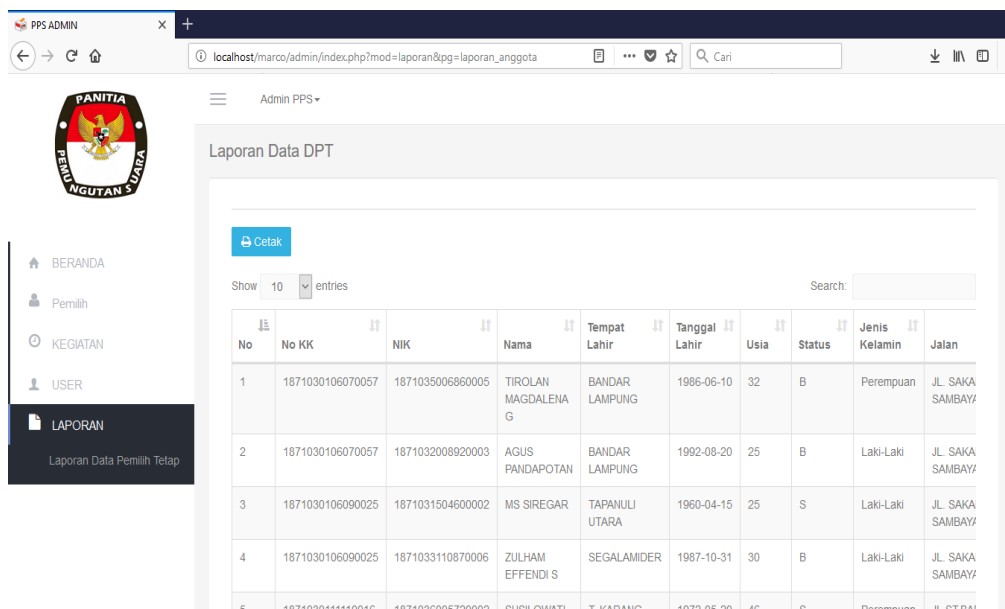 PPS ADMIN
localhost/marco/admin/index.php?mod=laporan&pg=laporan_anggota
Cari
PANITIA
PEMU NGUTAN SUARA
Admin PPS
Laporan Data DPT
Cetak
BERANDA
Pemilih
KEGIATAN
USER
LAPORAN
Laporan Data Pemilih Tetap
Show 10 entries
Search:
No No KK NIK Nama Tempat Lahir Tanggal Lahir Usia Status Jenis Kelamin Jalan
1 1871030106070057 1871035006860005 TIROLAN MAGDALENA G BANDAR LAMPUNG 1986-06-10 32 B Perempuan JL. SAKA SAMBAYA
2 1871030106070057 1871032008920003 AGUS PANDAPOTAN BANDAR LAMPUNG 1992-08-20 25 B Laki-Laki JL. SAKA SAMBAYA
3 1871030106090025 1871031504600002 MS SIREGAR TAPANULI UTARA 1960-04-15 25 S Laki-Laki JL. SAKA SAMBAYA
4 1871030106090025 1871033110870006 ZULHAM EFFENDI S SEGALAMIDER 1987-10-31 30 B Laki-Laki JL. SAKA SAMBAYA